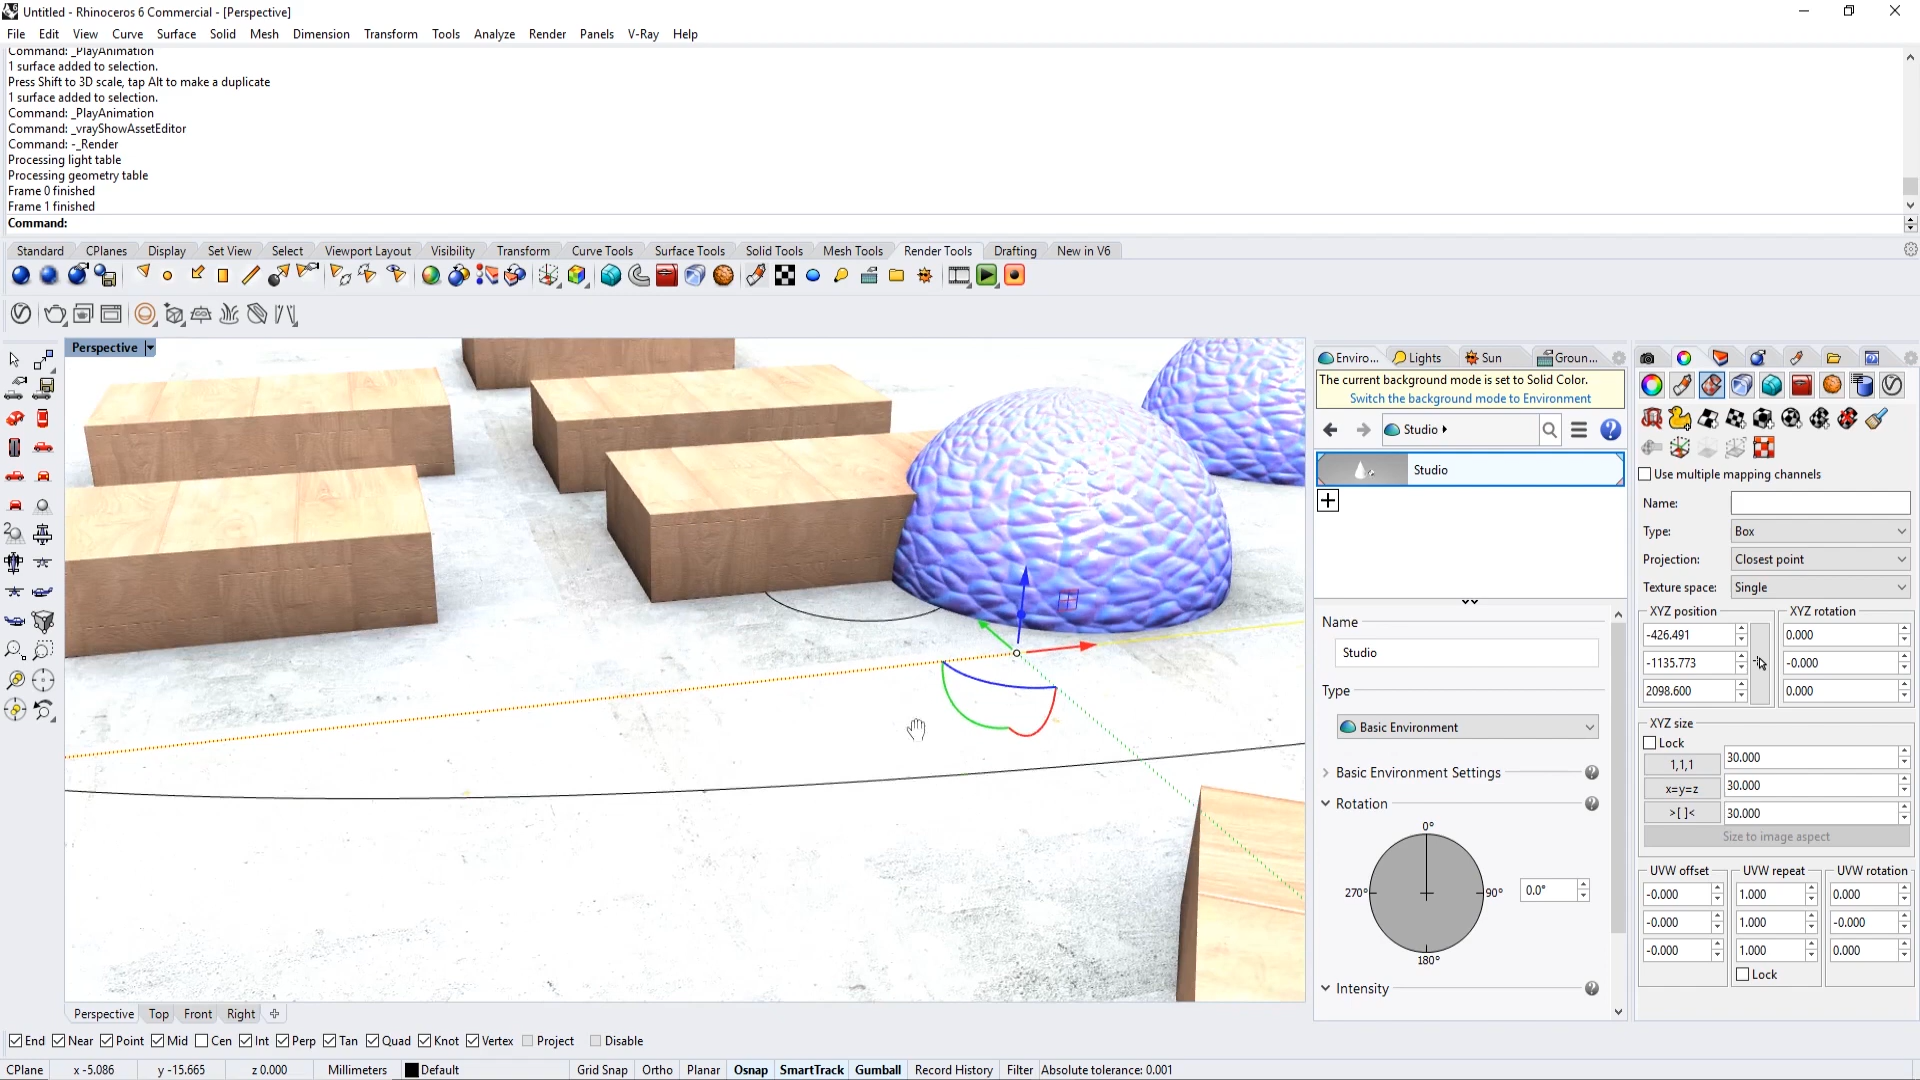 Untitled - Rhinoceros 6 Commercial - [Perspective]
File Edit View Curve Surface Solid Mesh Dimension Transform Tools Analyze Render Panels V-Ray Help
Command: _PlayAnimation
1 surface added to selection.
Press Shift to 3D scale, tap Alt to make a duplicate
1 surface added to selection.
Command: _PlayAnimation
Command: _vrayShowAssetEditor
Command: -_Render
Processing light table
Processing geometry table
Frame 0 finished
Frame 1 finished
Command:
Standard CPlanes Display Set View Select Viewport Layout Visibility Transform Curve Tools Surface Tools Solid Tools Mesh Tools Render Tools Drafting New in V6
Perspective
Enviro... Lights Sun Groun...
The current background mode is set to Solid Color.
Switch the background mode to Environment
Studio
Studio
Name
Studio
Type
Basic Environment
Basic Environment Settings
Rotation
0°
270° 90° 0.0°
180°
Intensity
Use multiple mapping channels
Name:
Type: Box
Projection: Closest point
Texture space: Single
XYZ position XYZ rotation
-426.491 0.000
-1135.773 -0.000
2098.600 0.000
XYZ size
Lock
1,1,1 30.000
x=y=z 30.000
>[ ]< 30.000
Size to image aspect
UVW offset UVW repeat UVW rotation
-0.000 1.000 0.000
-0.000 1.000 -0.000
-0.000 1.000 0.000
Lock
Perspective Top Front Right
End Near Point Mid Cen Int Perp Tan Quad Knot Vertex Project Disable
CPlane x -5.086 y -15.665 z 0.000 Millimeters Default Grid Snap Ortho Planar Osnap SmartTrack Gumball Record History Filter Absolute tolerance: 0.001